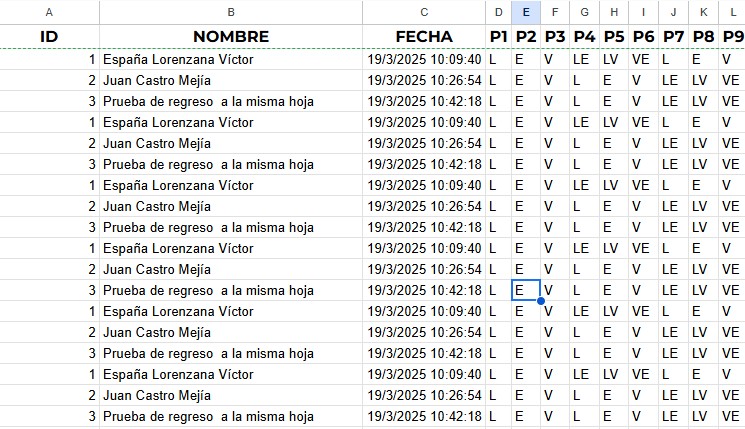 A B C D E F G H I J K L
ID NOMBRE FECHA P1 P2 P3 P4 P5 P6 P7 P8 P9
1 España Lorenzana Víctor 19/3/2025 10:09:40 L E V LE LV VE L E V
2 Juan Castro Mejía 19/3/2025 10:26:54 L E V L E V LE LV VE
3 Prueba de regreso  a la misma hoja 19/3/2025 10:42:18 L E V L E V LE LV VE
1 España Lorenzana Víctor 19/3/2025 10:09:40 L E V LE LV VE L E V
2 Juan Castro Mejía 19/3/2025 10:26:54 L E V L E V LE LV VE
3 Prueba de regreso  a la misma hoja 19/3/2025 10:42:18 L E V L E V LE LV VE
1 España Lorenzana Víctor 19/3/2025 10:09:40 L E V LE LV VE L E V
2 Juan Castro Mejía 19/3/2025 10:26:54 L E V L E V LE LV VE
3 Prueba de regreso  a la misma hoja 19/3/2025 10:42:18 L E V L E V LE LV VE
1 España Lorenzana Víctor 19/3/2025 10:09:40 L E V LE LV VE L E V
2 Juan Castro Mejía 19/3/2025 10:26:54 L E V L E V LE LV VE
3 Prueba de regreso  a la misma hoja 19/3/2025 10:42:18 L E V L E V LE LV VE
1 España Lorenzana Víctor 19/3/2025 10:09:40 L E V LE LV VE L E V
2 Juan Castro Mejía 19/3/2025 10:26:54 L E V L E V LE LV VE
3 Prueba de regreso  a la misma hoja 19/3/2025 10:42:18 L E V L E V LE LV VE
1 España Lorenzana Víctor 19/3/2025 10:09:40 L E V LE LV VE L E V
2 Juan Castro Mejía 19/3/2025 10:26:54 L E V L E V LE LV VE
3 Prueba de regreso  a la misma hoja 19/3/2025 10:42:18 L E V L E V LE LV VE